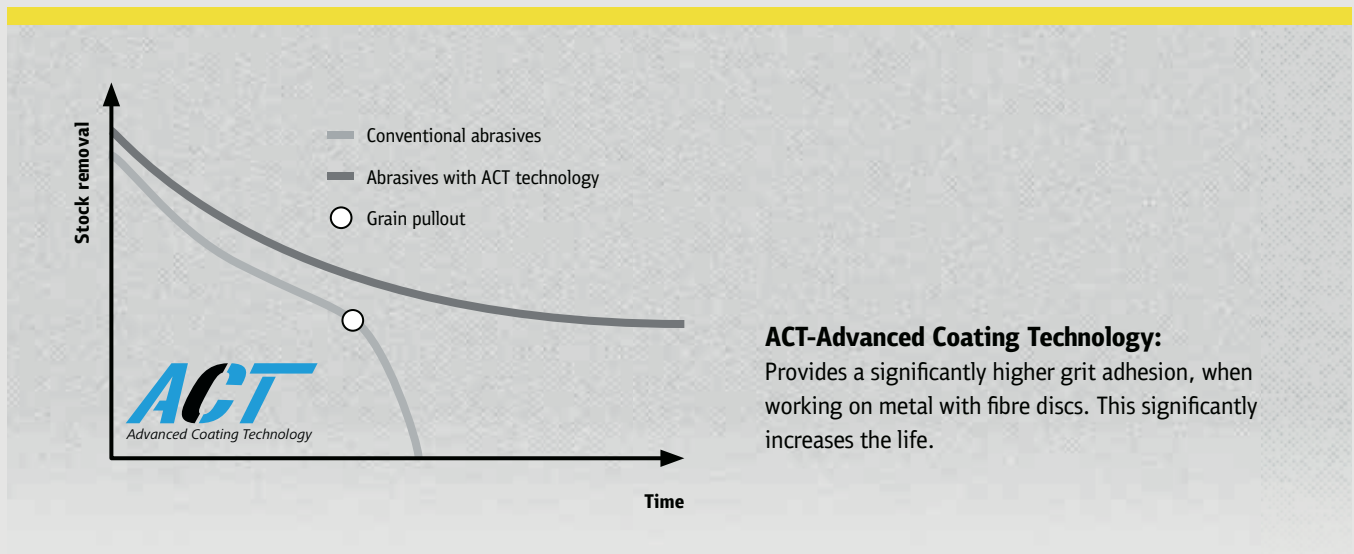 Stock removal
Conventional abrasives
Abrasives with ACT technology
Grain pullout
ACT
Advanced Coating Technology
Time
ACT-Advanced Coating Technology:
Provides a significantly higher grit adhesion, when
working on metal with fibre discs. This significantly
increases the life.